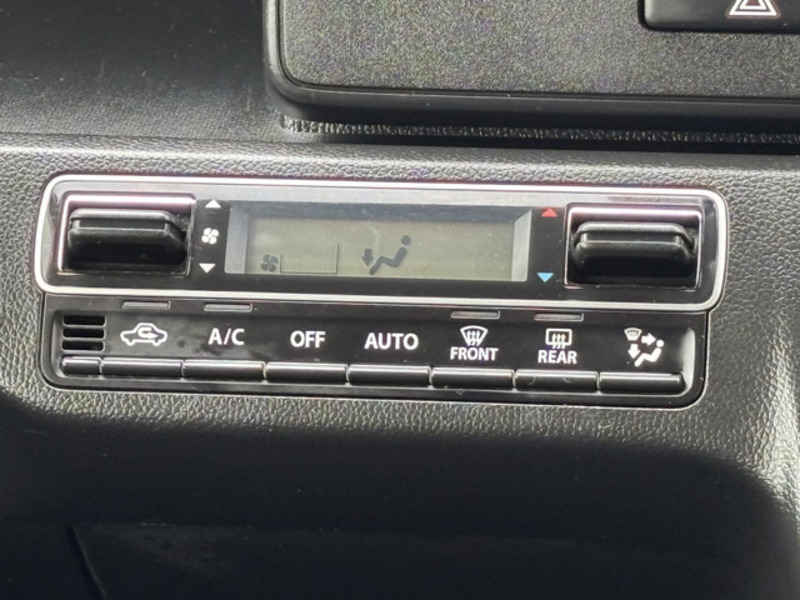 A/C OFF AUTO FRONT REAR